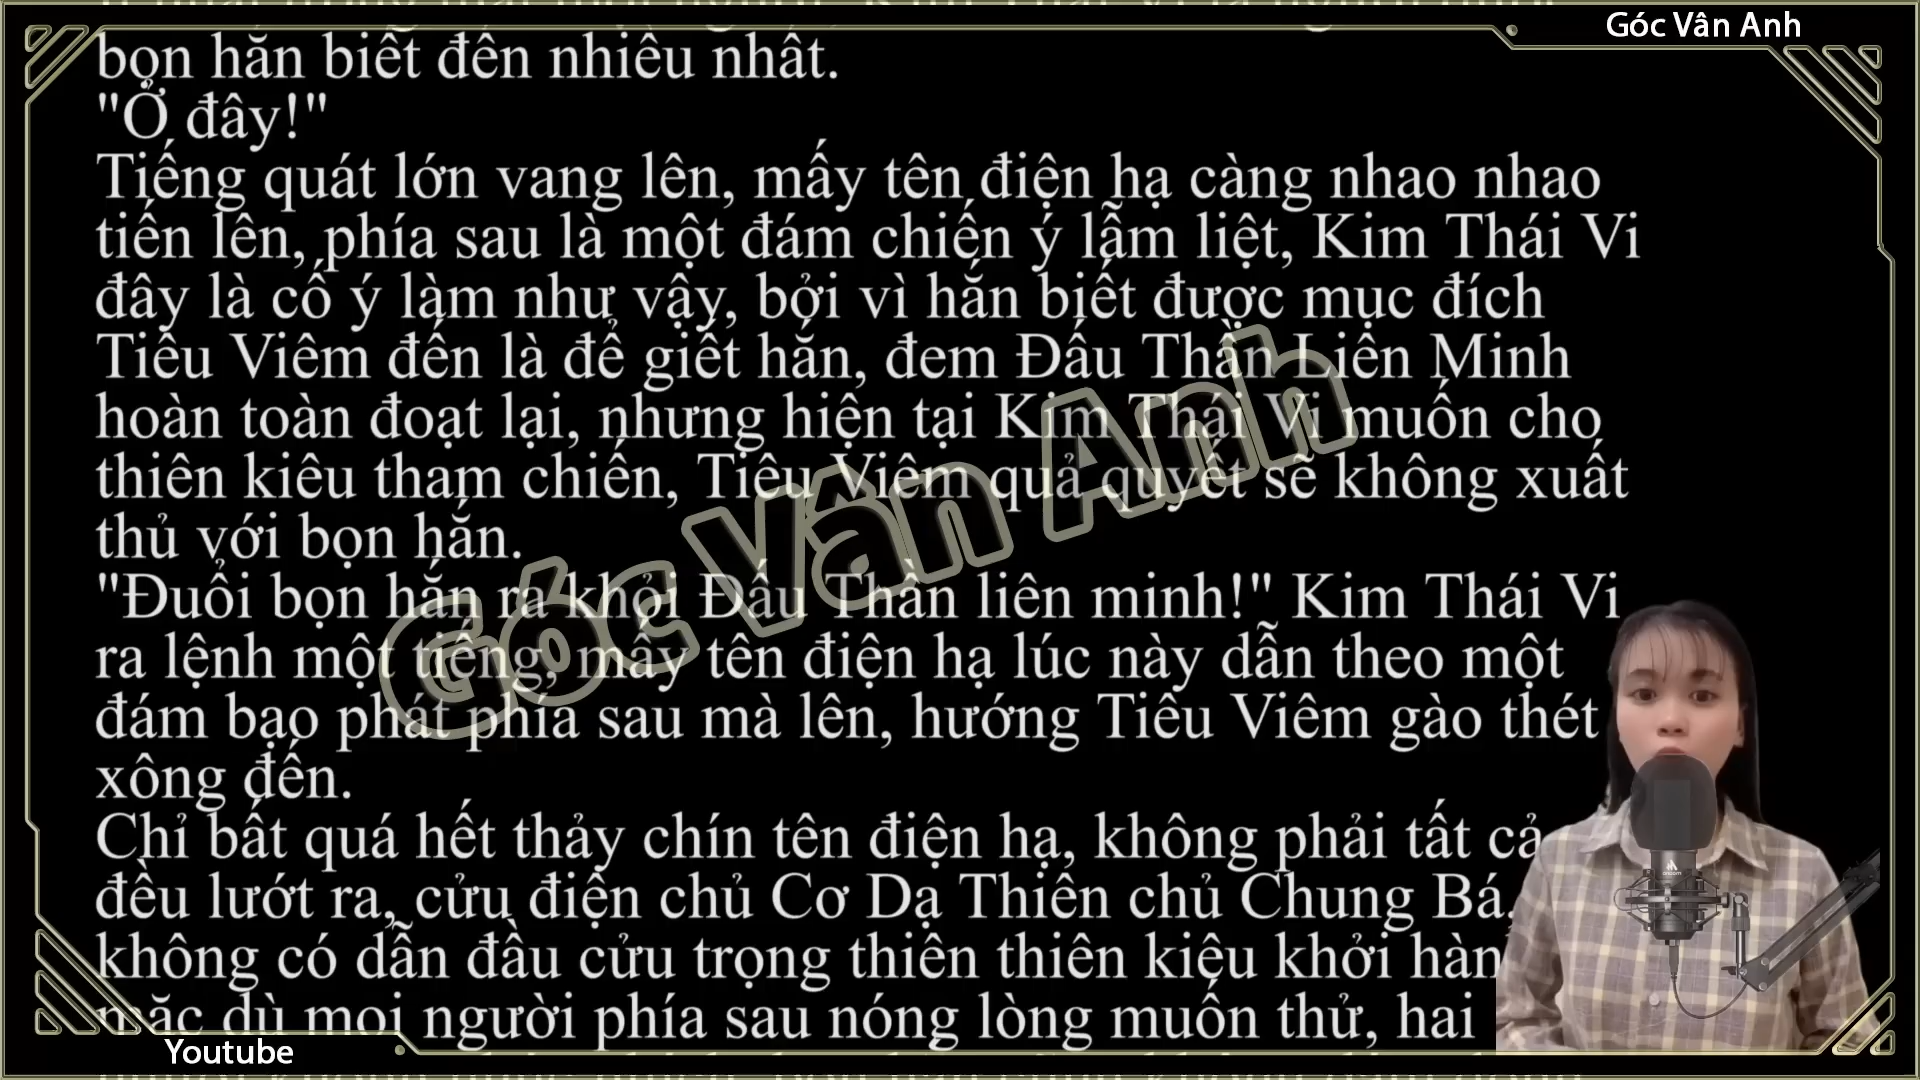 Góc Vân Anh
bọn hắn biết đến nhiều nhất.
"Ở đây!"
Tiếng quát lớn vang lên, mấy tên điện hạ càng nhao nhao
tiến lên, phía sau là một đám chiến ý lẫm liệt, Kim Thái Vi
đây là cố ý làm như vậy, bởi vì hắn biết được mục đích
Tiêu Viêm đến là để giết hắn, đem Đấu Thần Liên Minh
hoàn toàn đoạt lại, nhưng hiện tại Kim Thái Vi muốn cho
thiên kiêu tham chiến, Tiêu Viêm quả quyết sẽ không xuất
thủ với bọn hắn.
"Đuổi bọn hắn ra khỏi Đấu Thần liên minh!" Kim Thái Vi
ra lệnh một tiếng, mấy tên điện hạ lúc này dẫn theo một
đám bạo phát phía sau mà lên, hướng Tiêu Viêm gào thét
xông đến.
Chỉ bất quá hết thảy chín tên điện hạ, không phải tất cả
đều lướt ra, cửu điện chủ Cơ Dạ Thiên chủ Chung Bá,
không có dẫn đầu cửu trọng thiên thiên kiêu khởi hàn
mặc dù mọi người phía sau nóng lòng muốn thử, hai
Góc Vân Anh
Youtube